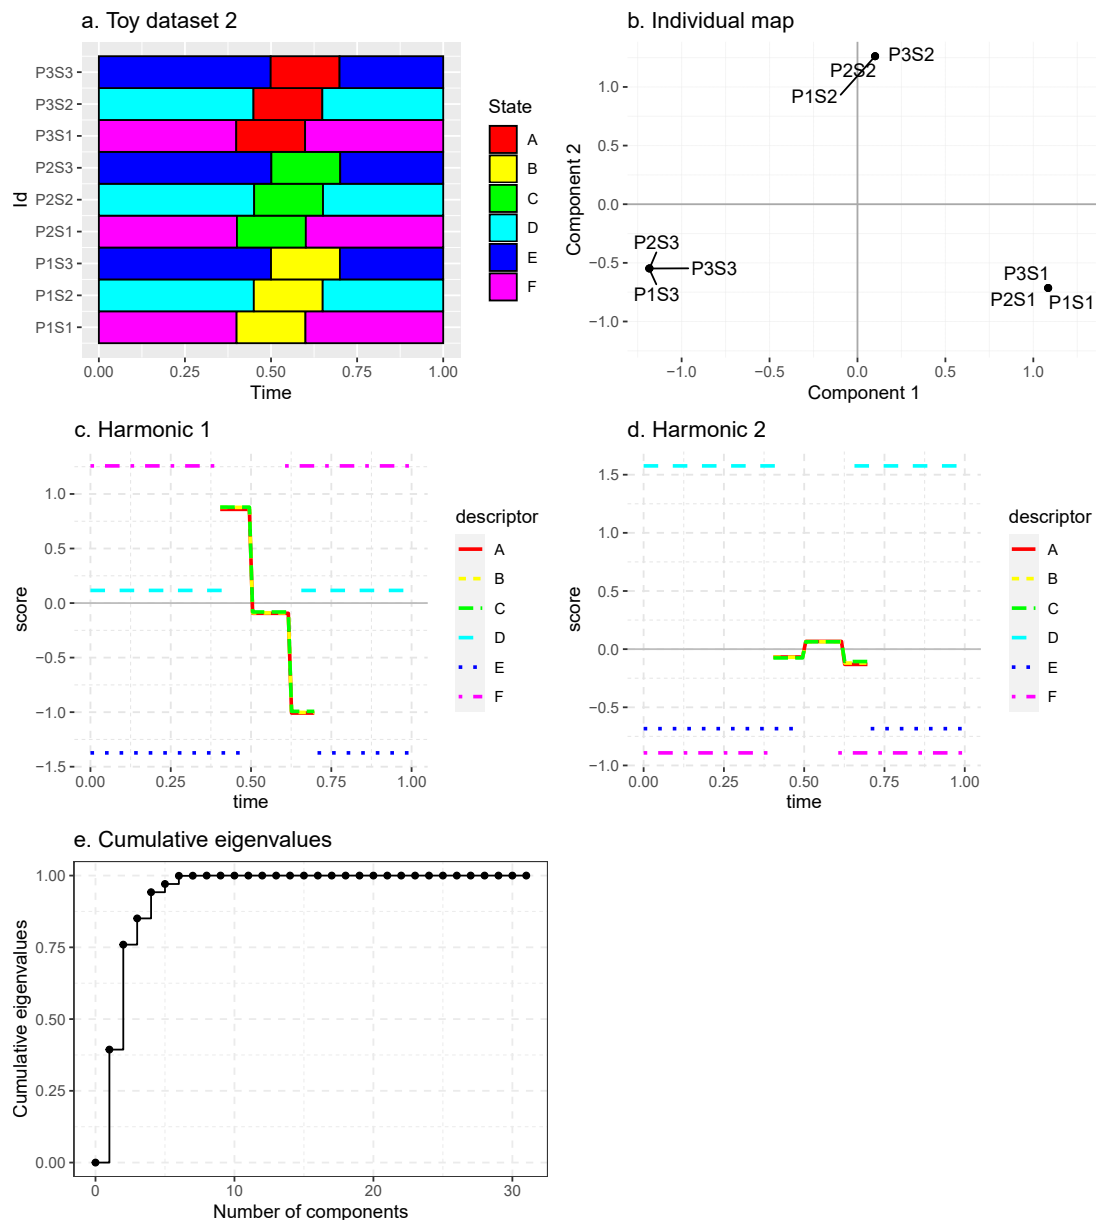 a. Toy dataset 2
P3S3
P3S2
P3S1
P2S3
P2S2
P2S1
P1S3
P1S2
P1S1
Id
0.00 0.25 0.50 0.75 1.00
Time
State
A
B
C
D
E
F
b. Individual map
P3S2
P2S2
P1S2
P2S3
P3S3
P1S3
P3S1
P2S1 P1S1
1.0
0.5
0.0
−0.5
−1.0
Component 2
−1.0 −0.5 0.0 0.5 1.0
Component 1
c. Harmonic 1
1.0
0.5
0.0
−0.5
−1.0
−1.5
score
0.00 0.25 0.50 0.75 1.00
time
descriptor
A
B
C
D
E
F
d. Harmonic 2
1.5
1.0
0.5
0.0
−0.5
−1.0
score
0.00 0.25 0.50 0.75 1.00
time
descriptor
A
B
C
D
E
F
e. Cumulative eigenvalues
1.00
0.75
0.50
0.25
0.00
Cumulative eigenvalues
0 10 20 30
Number of components